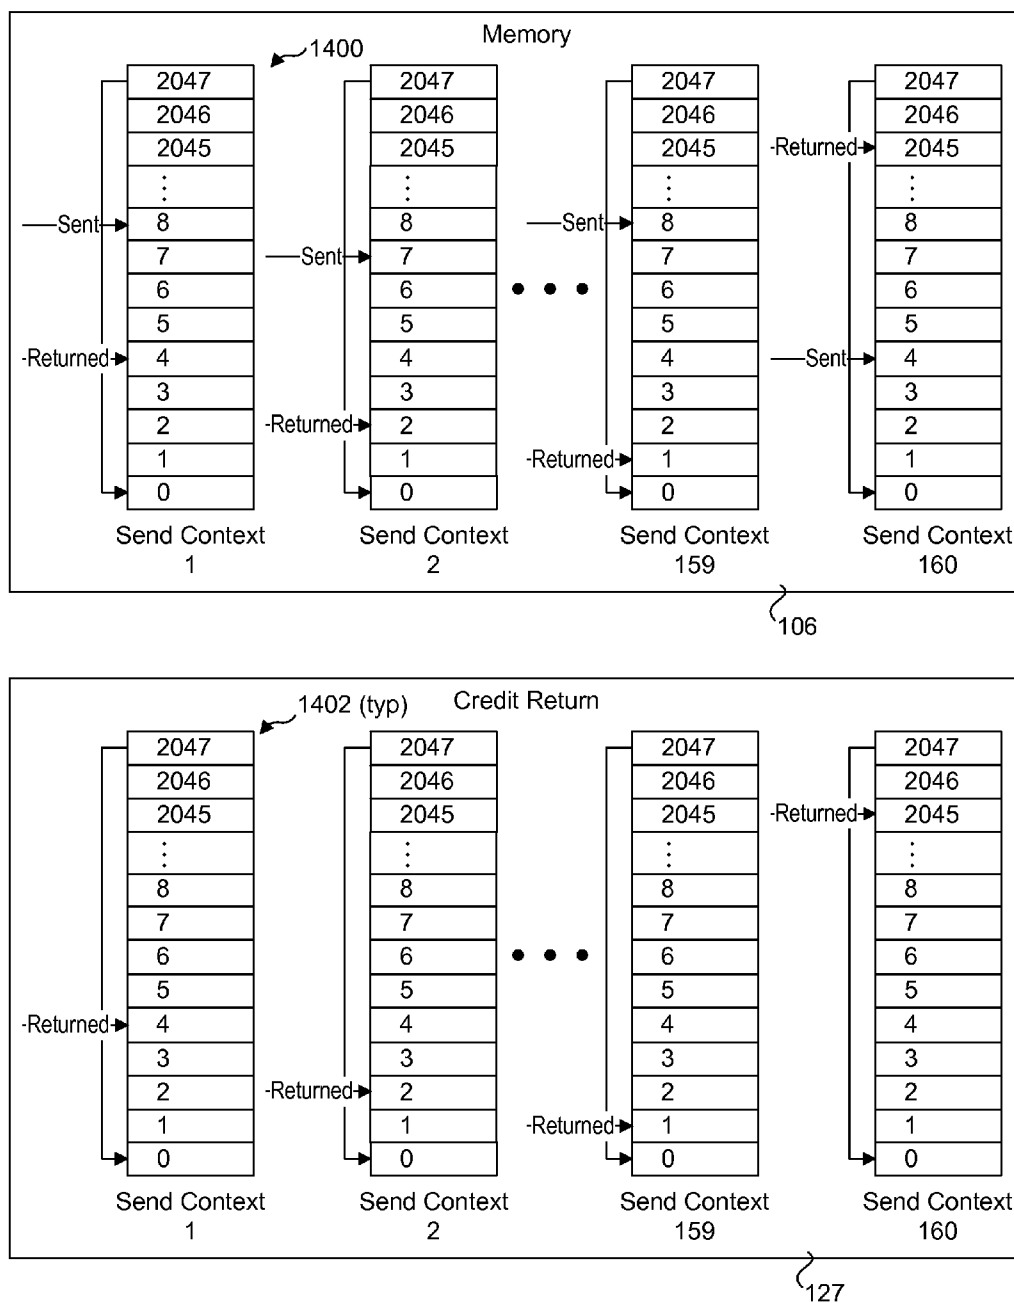 Memory
1400
2047 2047 2047 2047
2046 2046 2046 2046
2045 2045 2045 -Returned 2045
⋮ ⋮ ⋮ ⋮
Sent 8 8 Sent 8 8
7 Sent 7 7 7
6 6 6 6
5 5 5 5
-Returned 4 4 4 Sent 4
3 3 3 3
2 -Returned 2 2 2
1 1 -Returned 1 1
0 0 0 0
Send Context Send Context Send Context Send Context
1 2 159 160
106
1402 (typ) Credit Return
2047 2047 2047 2047
2046 2046 2046 2046
2045 2045 2045 -Returned 2045
⋮ ⋮ ⋮ ⋮
8 8 8 8
7 7 7 7
6 6 6 6
5 5 5 5
-Returned 4 4 4 4
3 3 3 3
2 -Returned 2 2 2
1 1 -Returned 1 1
0 0 0 0
Send Context Send Context Send Context Send Context
1 2 159 160
127